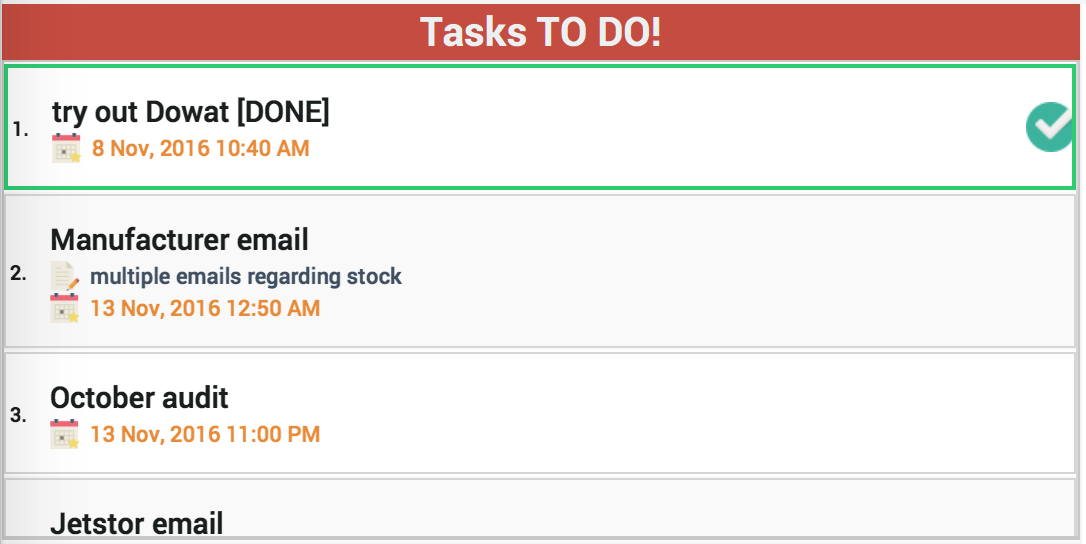 Tasks TO DO!
1.
try out Dowat [DONE]
8 Nov, 2016 10:40 AM
2.
Manufacturer email
multiple emails regarding stock
13 Nov, 2016 12:50 AM
3.
October audit
13 Nov, 2016 11:00 PM
Jetstor email